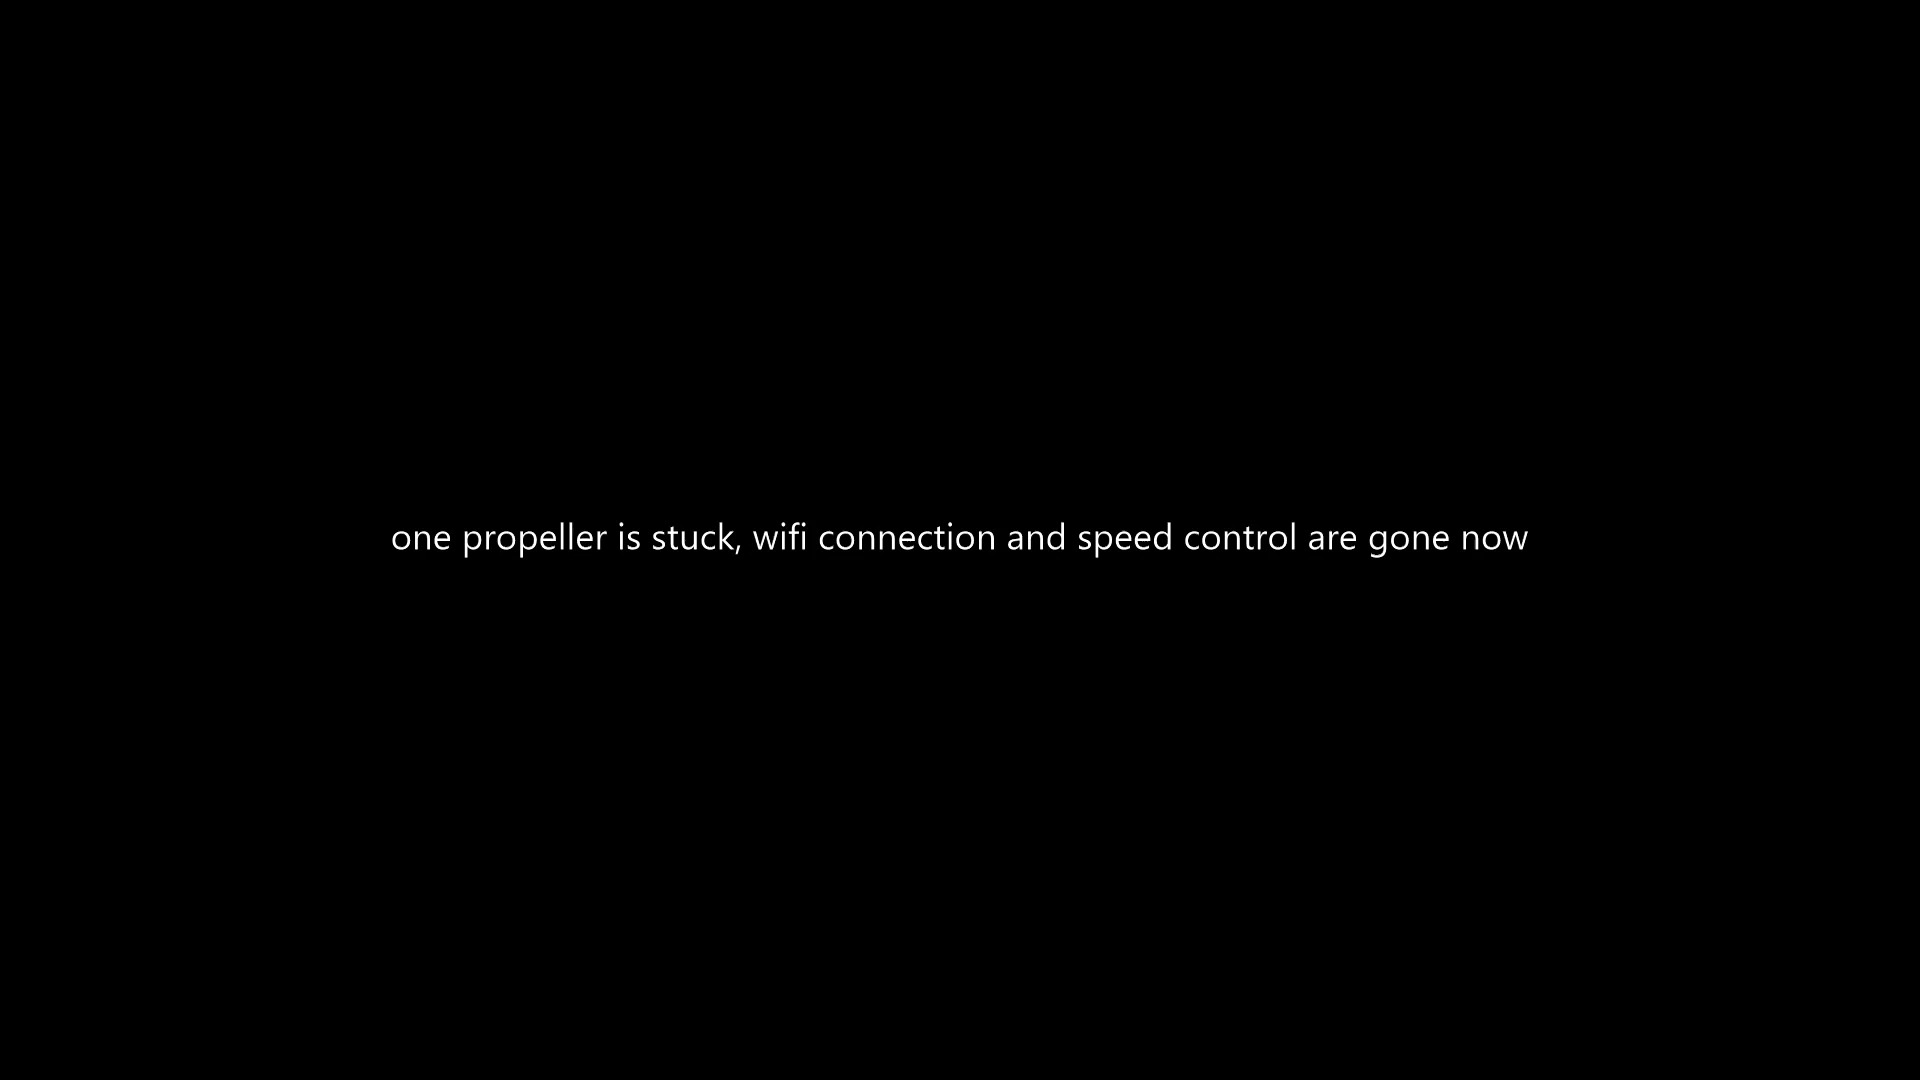 one propeller is stuck, wifi connection and speed control are gone now